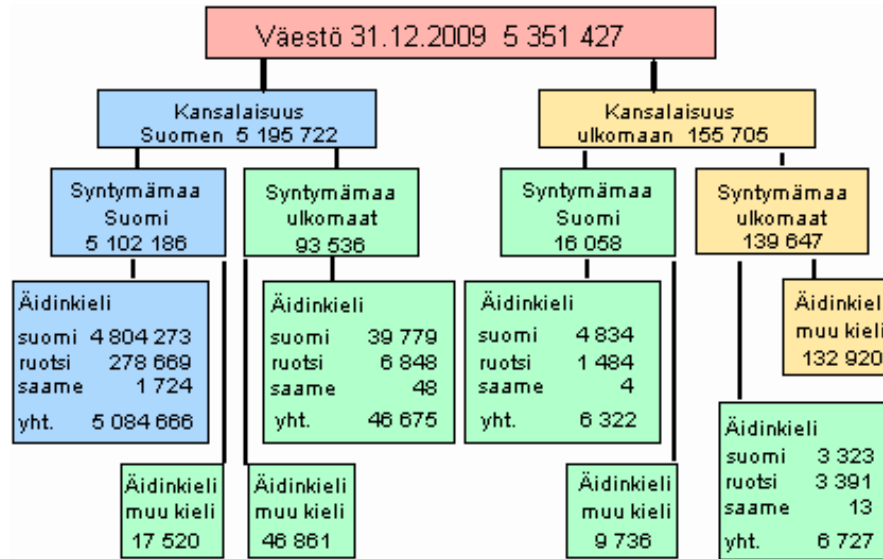 Väestö 31.12.2009 5 351 427
Kansalaisuus
Suomen 5 195 722
Kansalaisuus
ulkomaan 155 705
Syntymämaa
Suomi
5 102 186
Syntymämaa
ulkomaat
93 536
Syntymämaa
Suomi
16 058
Syntymämaa
ulkomaat
139 647
Äidinkieli
suomi 4 804 273
ruotsi 278 669
saame 1 724
yht. 5 084 666
Äidinkieli
suomi 39 779
ruotsi 6 848
saame 48
yht. 46 675
Äidinkieli
suomi 4 834
ruotsi 1 484
saame 4
yht. 6 322
Äidinkieli
muu kieli
132 920
Äidinkieli
muu kieli
17 520
Äidinkieli
muu kieli
46 861
Äidinkieli
muu kieli
9 736
Äidinkieli
suomi 3 323
ruotsi 3 391
saame 13
yht. 6 727